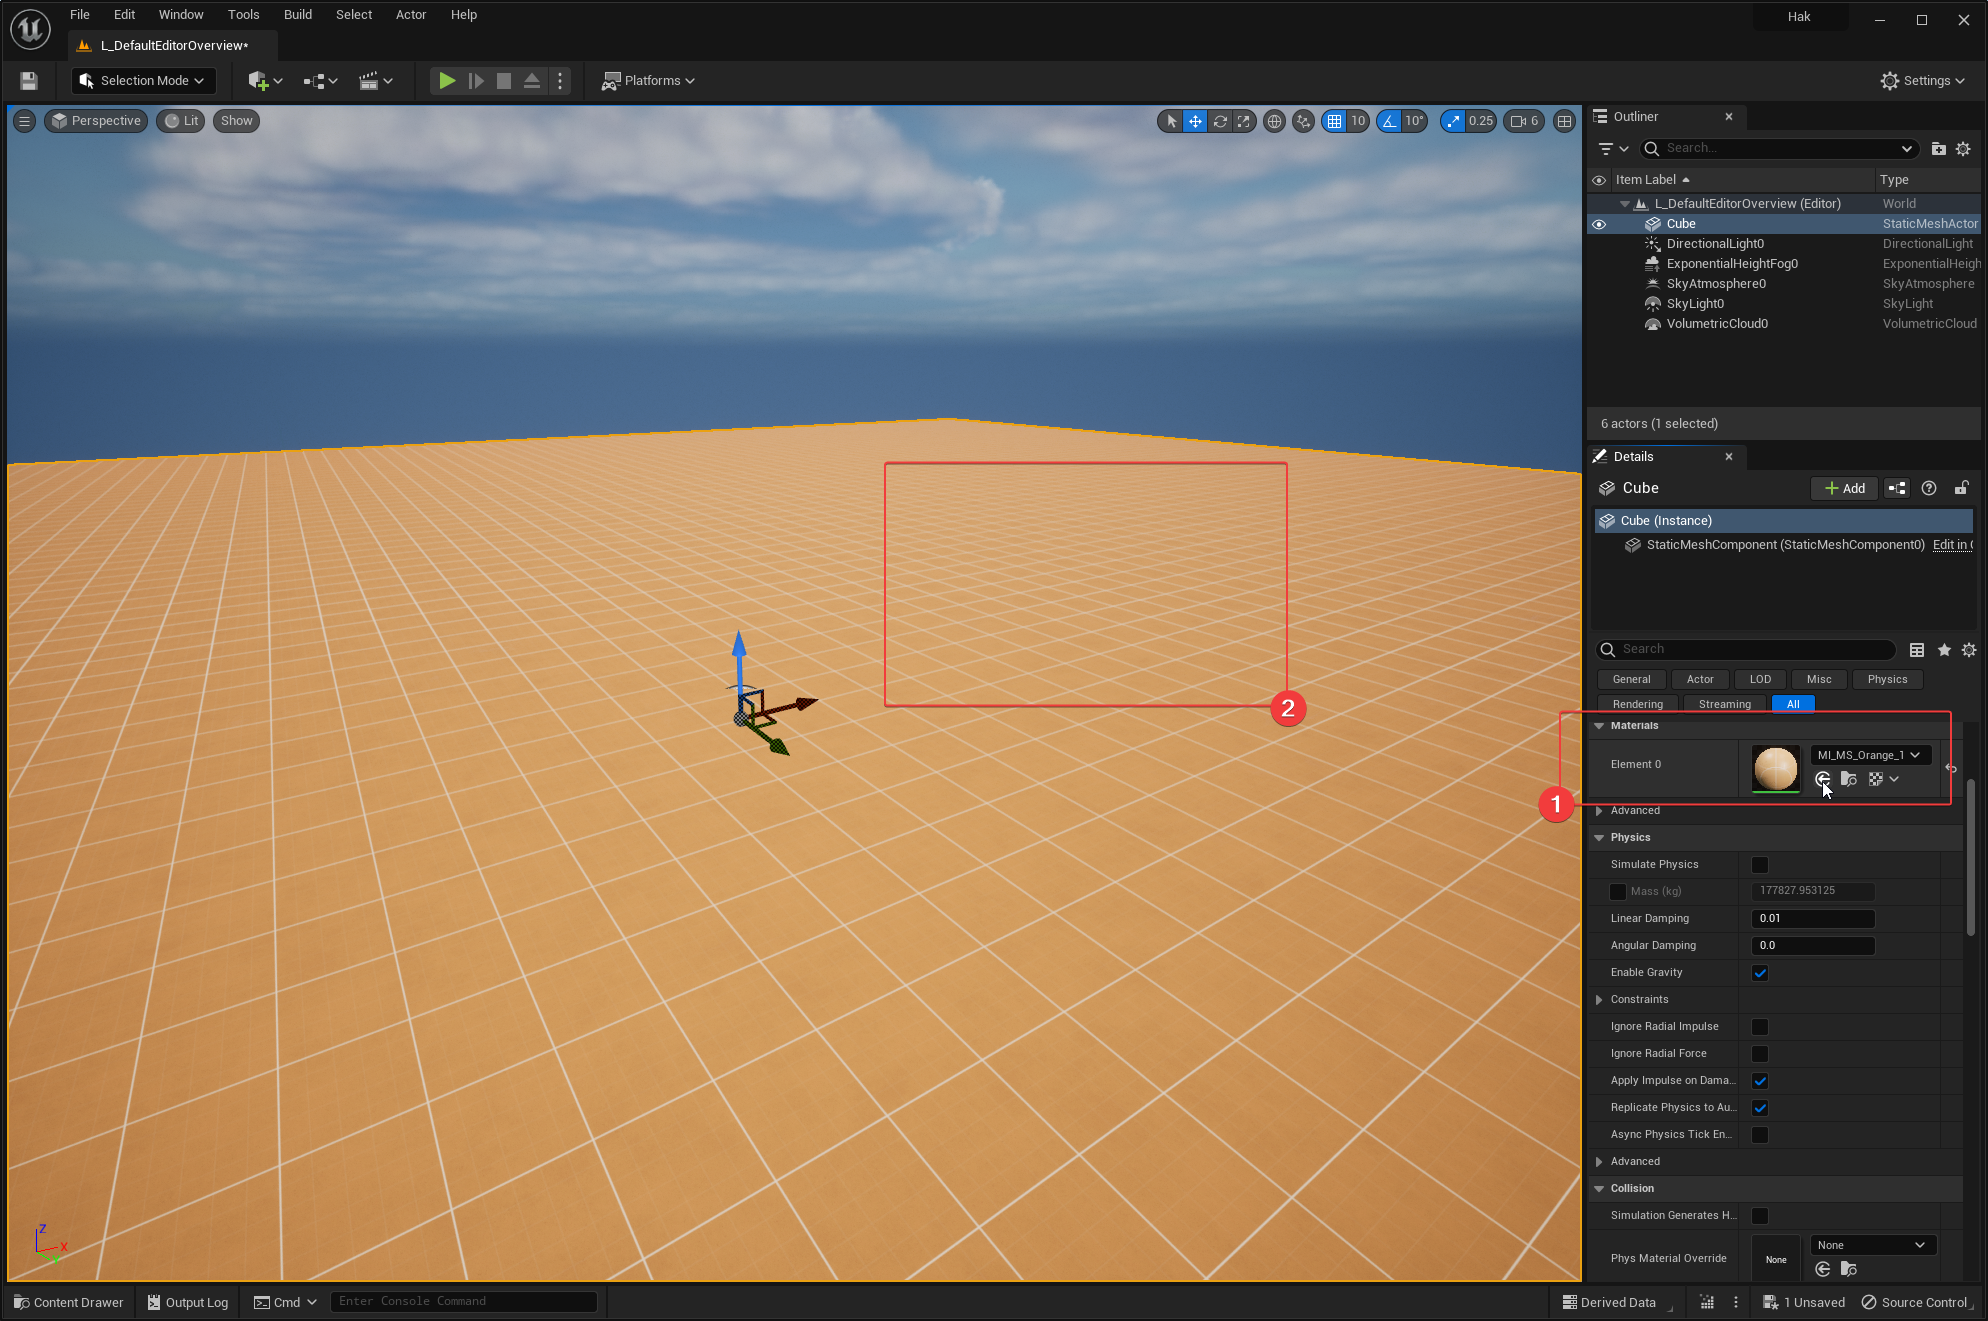 File Edit Window Tools Build Select Actor Help
Hak
L_DefaultEditorOverview*
Selection Mode
Platforms
Settings
Perspective Lit Show
10 10° 0.25 6
Outliner
Search...
Item Label Type
L_DefaultEditorOverview (Editor) World
Cube StaticMeshActor
DirectionalLight0 DirectionalLight
ExponentialHeightFog0 ExponentialHeigh
SkyAtmosphere0 SkyAtmosphere
SkyLight0 SkyLight
VolumetricCloud0 VolumetricCloud
6 actors (1 selected)
Details
Cube
Add
Cube (Instance)
StaticMeshComponent (StaticMeshComponent0) Edit in C
Search
General Actor LOD Misc Physics
Rendering Streaming All
2
Materials
Element 0 MI_MS_Orange_1
1
Advanced
Physics
Simulate Physics
Mass (kg) 177827.953125
Linear Damping 0.01
Angular Damping 0.0
Enable Gravity
Constraints
Ignore Radial Impulse
Ignore Radial Force
Apply Impulse on Dama...
Replicate Physics to Au...
Async Physics Tick En...
Advanced
Collision
Simulation Generates H...
Phys Material Override None None
Z
X
Y
Content Drawer Output Log Cmd Enter Console Command
Derived Data 1 Unsaved Source Control